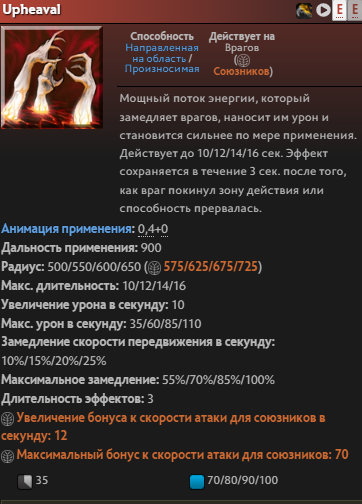 Upheaval
E E
Способность
Направленная
на область /
Произносимая
Действует на
Врагов
(
Союзников)
Мощный поток энергии, который
замедляет врагов, наносит им урон и
становится сильнее по мере применения.
Действует до 10/12/14/16 сек. Эффект
сохраняется в течение 3 сек. после того,
как враг покинул зону действия или
способность прервалась.
Анимация применения: 0,4+0
Дальность применения: 900
Радиус: 500/550/600/650 ( 575/625/675/725)
Макс. длительность: 10/12/14/16
Увеличение урона в секунду: 10
Макс. урон в секунду: 35/60/85/110
Замедление скорости передвижения в секунду:
10%/15%/20%/25%
Максимальное замедление: 55%/70%/85%/100%
Длительность эффектов: 3
Увеличение бонуса к скорости атаки для союзников в
секунду: 12
Максимальный бонус к скорости атаки для союзников: 70
35 70/80/90/100